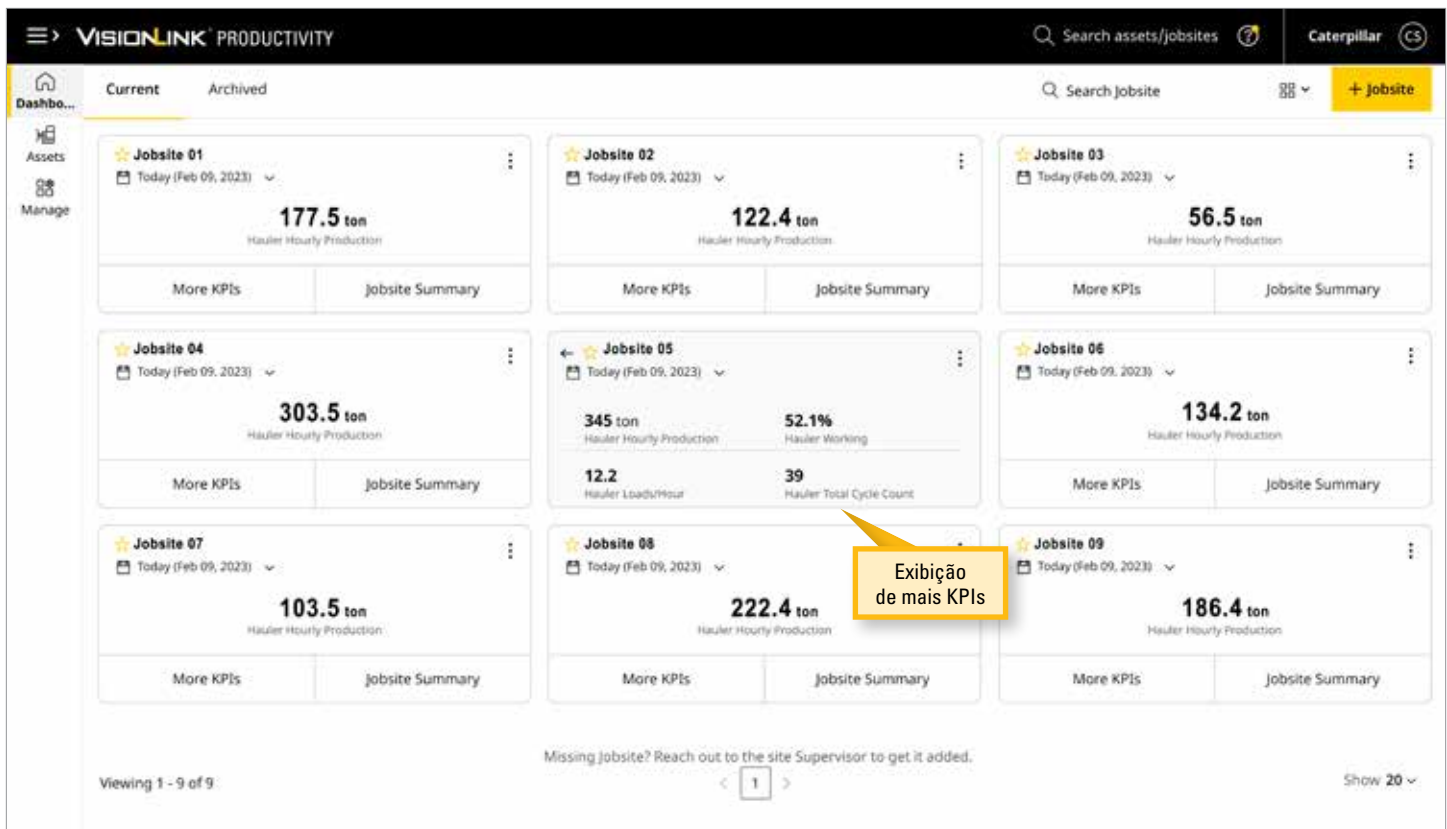 VISIONLINK PRODUCTIVITY
Search assets/jobsites
Caterpillar
CS
Dashbo...
Current
Archived
Search Jobsite
+ Jobsite
Assets
Manage
Jobsite 01
Today (Feb 09, 2023)
177.5 ton
Hauler Hourly Production
More KPIs
Jobsite Summary
Jobsite 02
Today (Feb 09, 2023)
122.4 ton
Hauler Hourly Production
More KPIs
Jobsite Summary
Jobsite 03
Today (Feb 09, 2023)
56.5 ton
Hauler Hourly Production
More KPIs
Jobsite Summary
Jobsite 04
Today (Feb 09, 2023)
303.5 ton
Hauler Hourly Production
More KPIs
Jobsite Summary
Jobsite 05
Today (Feb 09, 2023)
345 ton
Hauler Hourly Production
52.1%
Hauler Working
12.2
Hauler Loads/Hour
39
Hauler Total Cycle Count
Exibição
de mais KPIs
Jobsite 06
Today (Feb 09, 2023)
134.2 ton
Hauler Hourly Production
More KPIs
Jobsite Summary
Jobsite 07
Today (Feb 09, 2023)
103.5 ton
Hauler Hourly Production
More KPIs
Jobsite Summary
Jobsite 08
Today (Feb 09, 2023)
222.4 ton
Hauler Hourly Production
More KPIs
Jobsite Summary
Jobsite 09
Today (Feb 09, 2023)
186.4 ton
Hauler Hourly Production
More KPIs
Jobsite Summary
Missing Jobsite? Reach out to the site Supervisor to get it added.
Viewing 1 - 9 of 9
< 1 >
Show 20